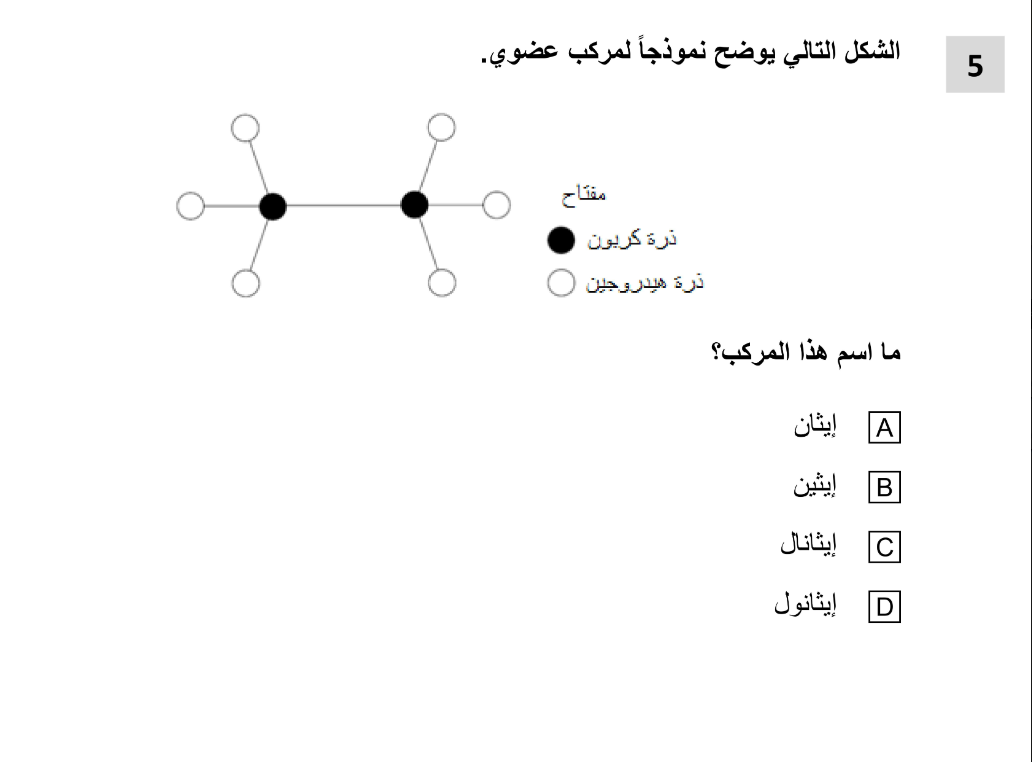 5
الشكل التالي يوضح نموذجاً لمركب عضوي.
مفتاح
ذرة كربون
ذرة هيدروجين
ما اسم هذا المركب؟
A إيثان
B إيثين
C إيثانال
D إيثانول